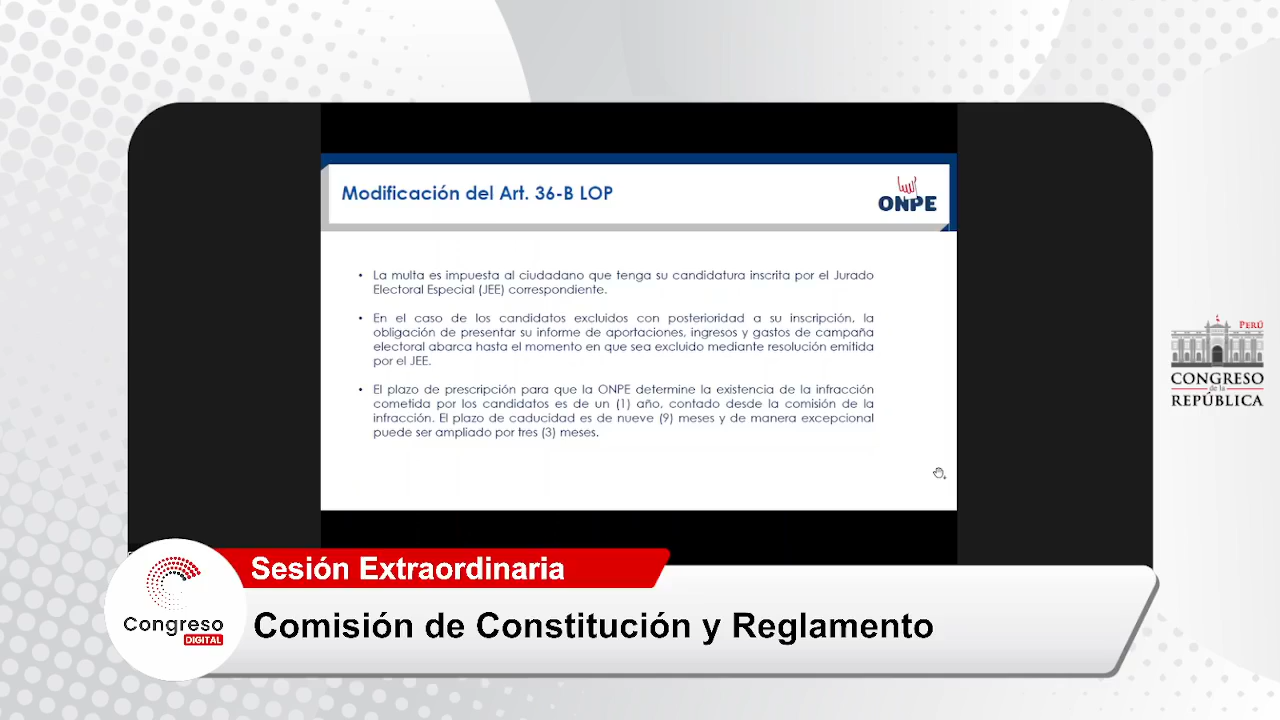 Modificación del Art. 36-B LOP
ONPE
• La multa es impuesta al ciudadano que tenga su candidatura inscrita por el Jurado
Electoral Especial (JEE) correspondiente.
• En el caso de los candidatos excluidos con posterioridad a su inscripción, la
obligación de presentar su informe de aportaciones, ingresos y gastos de campaña
electoral abarca hasta el momento en que sea excluido mediante resolución emitida
por el JEE.
• El plazo de prescripción para que la ONPE determine la existencia de la infracción
cometida por los candidatos es de un (1) año, contado desde la comisión de la
infracción. El plazo de caducidad es de nueve (9) meses y de manera excepcional
puede ser ampliado por tres (3) meses.
PERÚ
CONGRESO
de la
REPÚBLICA
Sesión Extraordinaria
Congreso
DIGITAL
Comisión de Constitución y Reglamento